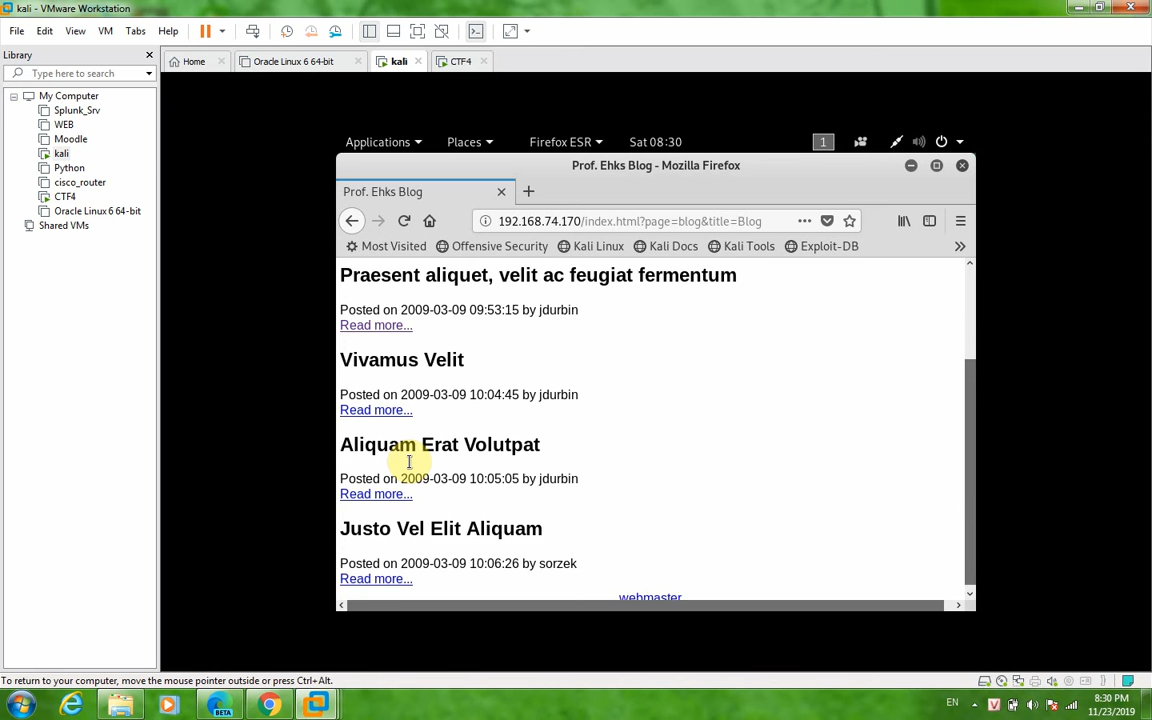 kali - VMware Workstation
File Edit View VM Tabs Help
Library
Type here to search
My Computer
Splunk_Srv
WEB
Moodle
kali
Python
cisco_router
CTF4
Oracle Linux 6 64-bit
Shared VMs
Home Oracle Linux 6 64-bit kali CTF4
Applications Places Firefox ESR Sat 08:30 1
Prof. Ehks Blog - Mozilla Firefox
Prof. Ehks Blog
192.168.74.170/index.html?page=blog&title=Blog
Most Visited Offensive Security Kali Linux Kali Docs Kali Tools Exploit-DB
Praesent aliquet, velit ac feugiat fermentum
Posted on 2009-03-09 09:53:15 by jdurbin
Read more...
Vivamus Velit
Posted on 2009-03-09 10:04:45 by jdurbin
Read more...
Aliquam Erat Volutpat
Posted on 2009-03-09 10:05:05 by jdurbin
Read more...
Justo Vel Elit Aliquam
Posted on 2009-03-09 10:06:26 by sorzek
Read more...
webmaster
To return to your computer, move the mouse pointer outside or press Ctrl+Alt.
BETA
EN
V
8:30 PM
11/23/2019